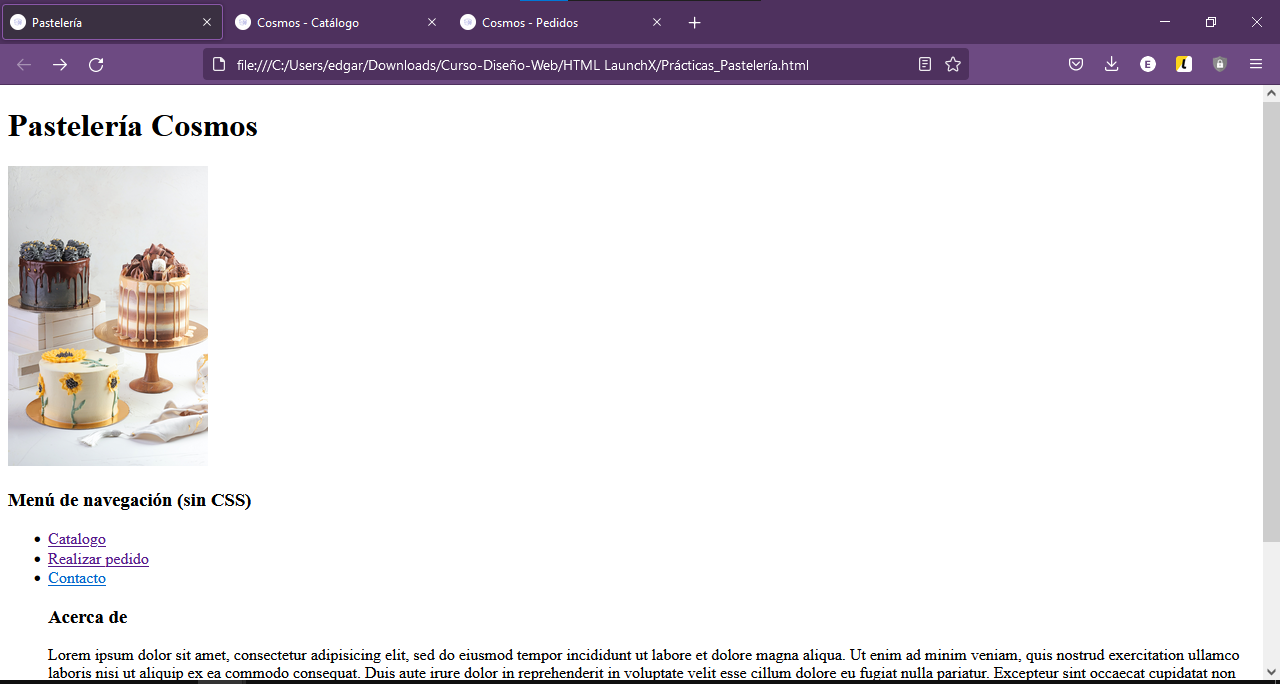 Pastelería
Cosmos - Catálogo
Cosmos - Pedidos
file:///C:/Users/edgar/Downloads/Curso-Diseño-Web/HTML LaunchX/Prácticas_Pastelería.html
E
L
Pastelería Cosmos
Menú de navegación (sin CSS)
Catalogo
Realizar pedido
Contacto
Acerca de
Lorem ipsum dolor sit amet, consectetur adipisicing elit, sed do eiusmod tempor incididunt ut labore et dolore magna aliqua. Ut enim ad minim veniam, quis nostrud exercitation ullamco
laboris nisi ut aliquip ex ea commodo consequat. Duis aute irure dolor in reprehenderit in voluptate velit esse cillum dolore eu fugiat nulla pariatur. Excepteur sint occaecat cupidatat non